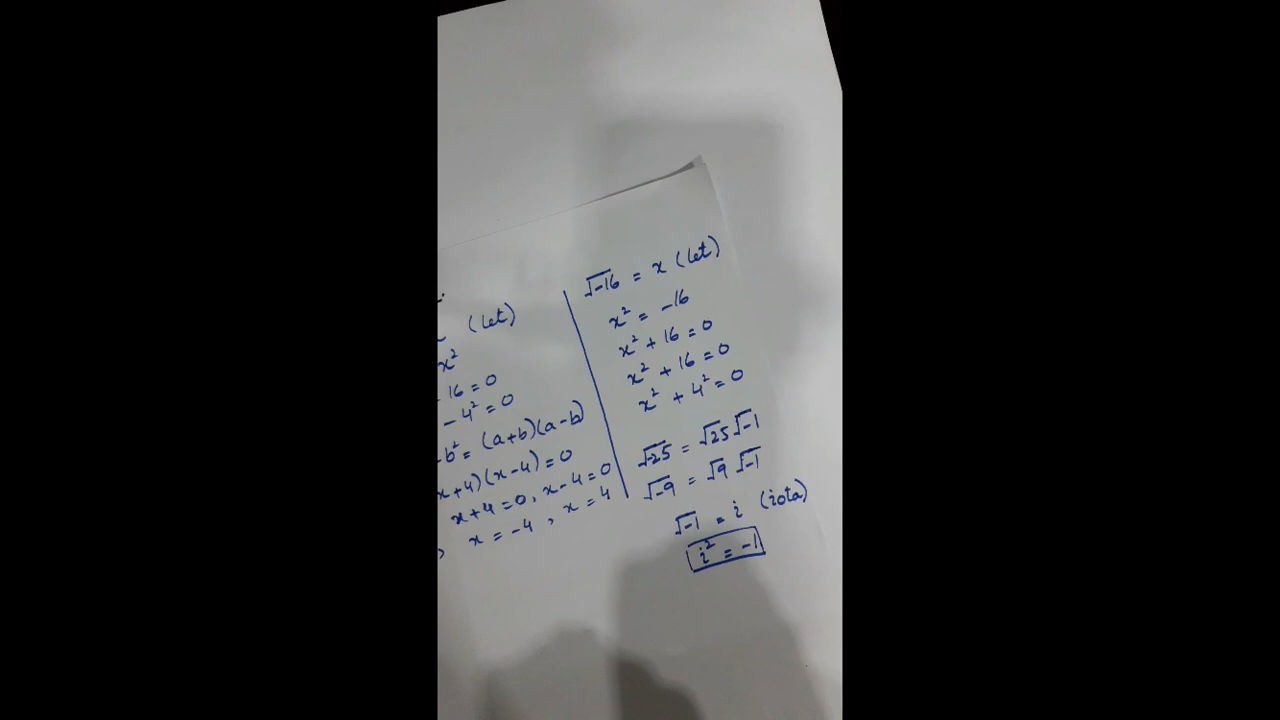 (let)
x²
16 = 0
- 4² = 0
b² = (a+b)(a-b)
x+4)(x-4) = 0
x+4 = 0, x-4 = 0
x = -4, x = 4
√-16 = x (let)
x² = -16
x² + 16 = 0
x² + 16 = 0
x² + 4² = 0
√-25 = √25 √-1
√-9 = √9 √-1
√-1 = i (iota)
i² = -1